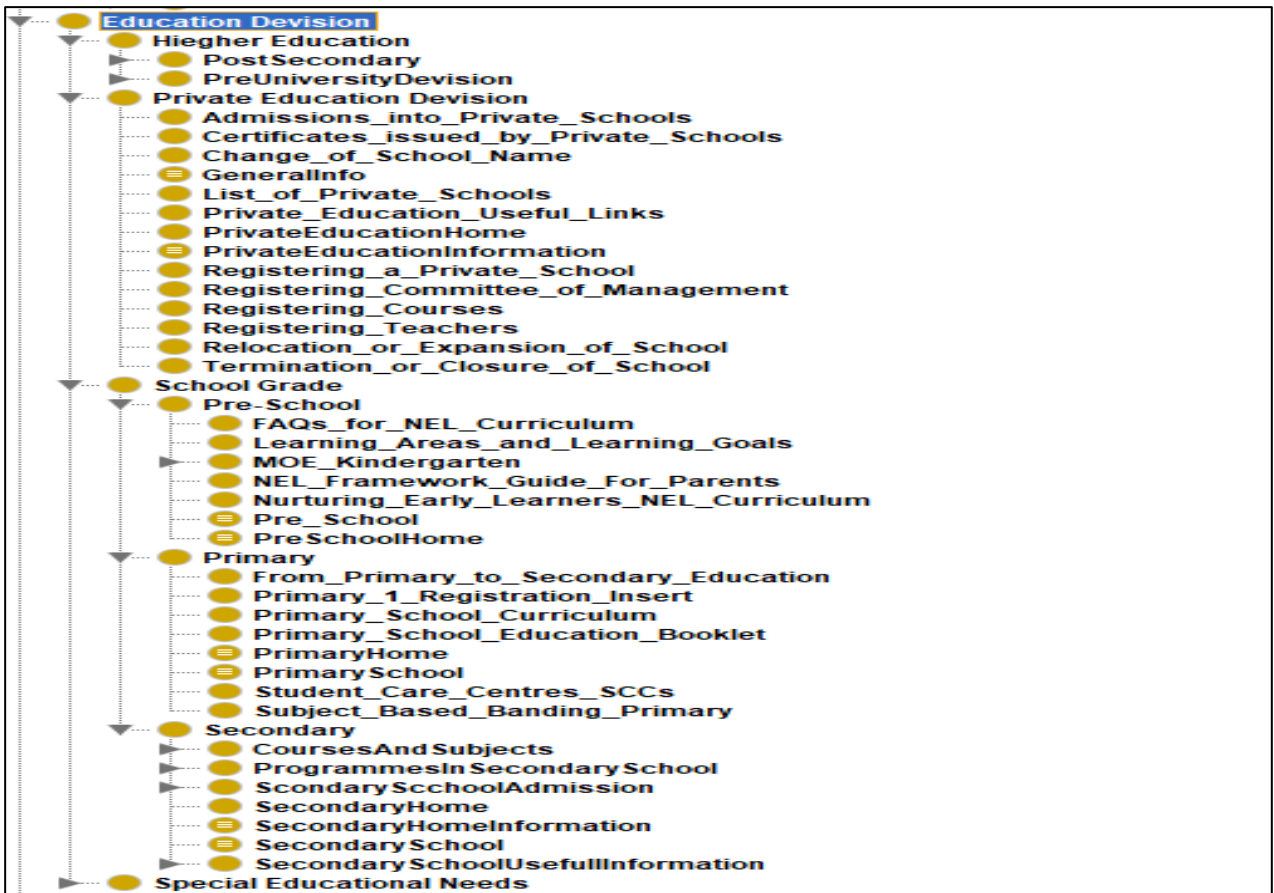 Education Devision
Hiegher Education
PostSecondary
PreUniversityDevision
Private Education Devision
Admissions_into_Private_Schools
Certificates_issued_by_Private_Schools
Change_of_School_Name
GeneralInfo
List_of_Private_Schools
Private_Education_Useful_Links
PrivateEducationHome
PrivateEducationInformation
Registering_a_Private_School
Registering_Committee_of_Management
Registering_Courses
Registering_Teachers
Relocation_or_Expansion_of_School
Termination_or_Closure_of_School
School Grade
Pre-School
FAQs_for_NEL_Curriculum
Learning_Areas_and_Learning_Goals
MOE_Kindergarten
NEL_Framework_Guide_For_Parents
Nurturing_Early_Learners_NEL_Curriculum
Pre_School
PreSchoolHome
Primary
From_Primary_to_Secondary_Education
Primary_1_Registration_Insert
Primary_School_Curriculum
Primary_School_Education_Booklet
PrimaryHome
PrimarySchool
Student_Care_Centres_SCCs
Subject_Based_Banding_Primary
Secondary
CoursesAndSubjects
ProgrammesInSecondarySchool
ScondaryScchoolAdmission
SecondaryHome
SecondaryHomeInformation
SecondarySchool
SecondarySchoolUsefullInformation
Special Educational Needs